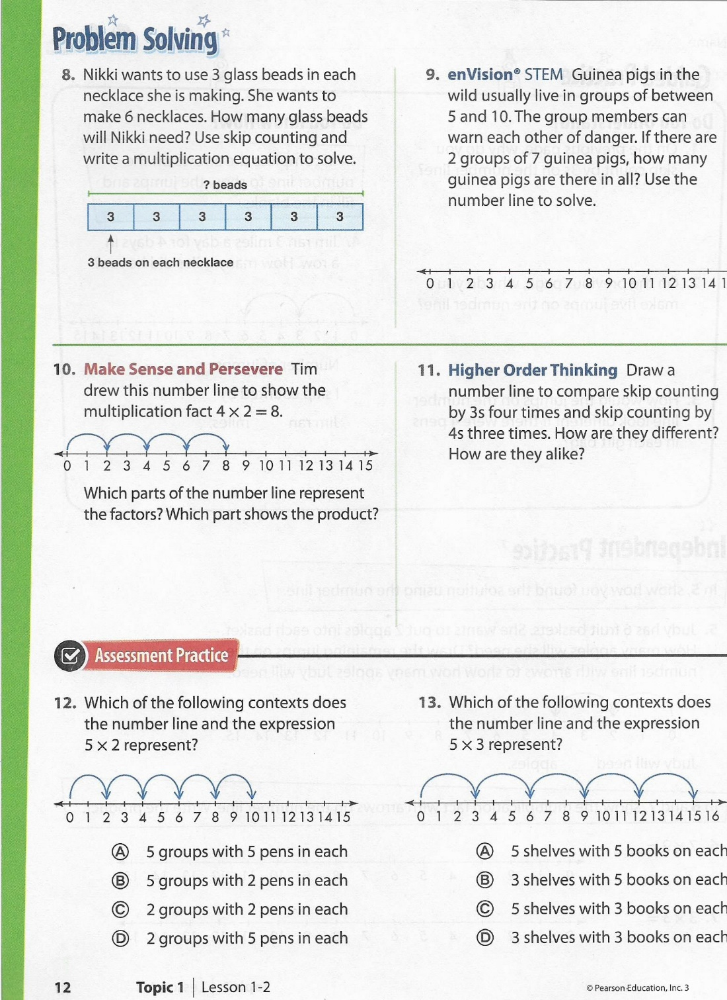 Problem Solving
8. Nikki wants to use 3 glass beads in each
necklace she is making. She wants to
make 6 necklaces. How many glass beads
will Nikki need? Use skip counting and
write a multiplication equation to solve.
? beads
3 3 3 3 3 3
3 beads on each necklace
9. enVision® STEM Guinea pigs in the
wild usually live in groups of between
5 and 10. The group members can
warn each other of danger. If there are
2 groups of 7 guinea pigs, how many
guinea pigs are there in all? Use the
number line to solve.
0 1 2 3 4 5 6 7 8 9 10 11 12 13 14 1
10. Make Sense and Persevere Tim
drew this number line to show the
multiplication fact 4 × 2 = 8.
0 1 2 3 4 5 6 7 8 9 10 11 12 13 14 15
Which parts of the number line represent
the factors? Which part shows the product?
11. Higher Order Thinking Draw a
number line to compare skip counting
by 3s four times and skip counting by
4s three times. How are they different?
How are they alike?
Assessment Practice
12. Which of the following contexts does
the number line and the expression
5 × 2 represent?
0 1 2 3 4 5 6 7 8 9 10 11 12 13 14 15
A 5 groups with 5 pens in each
B 5 groups with 2 pens in each
C 2 groups with 2 pens in each
D 2 groups with 5 pens in each
13. Which of the following contexts does
the number line and the expression
5 × 3 represent?
0 1 2 3 4 5 6 7 8 9 10 11 12 13 14 15 16
A 5 shelves with 5 books on each
B 3 shelves with 5 books on each
C 5 shelves with 3 books on each
D 3 shelves with 3 books on each
12 Topic 1 | Lesson 1-2
© Pearson Education, Inc. 3